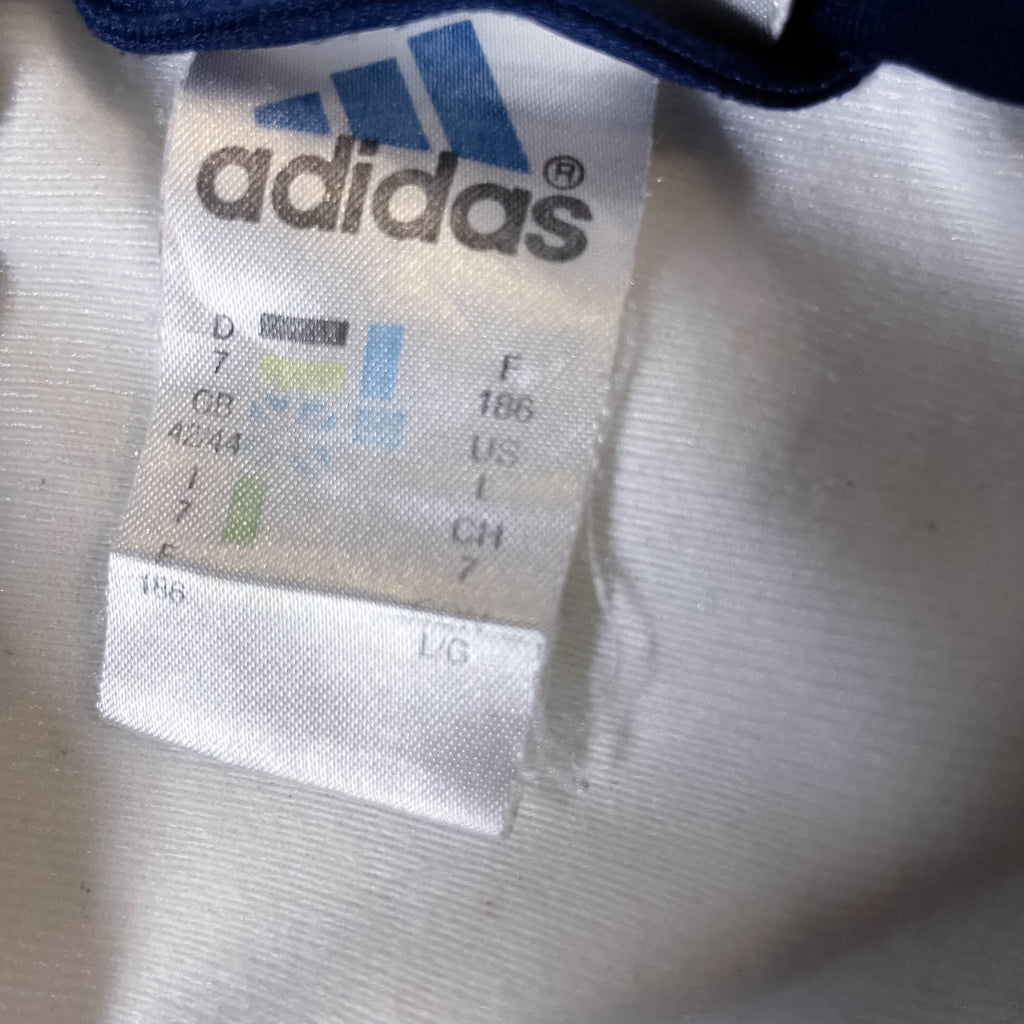 adidas ®
D
7
GB
42/44
I
7
E
186
F
186
US
L
CH
7
L/G